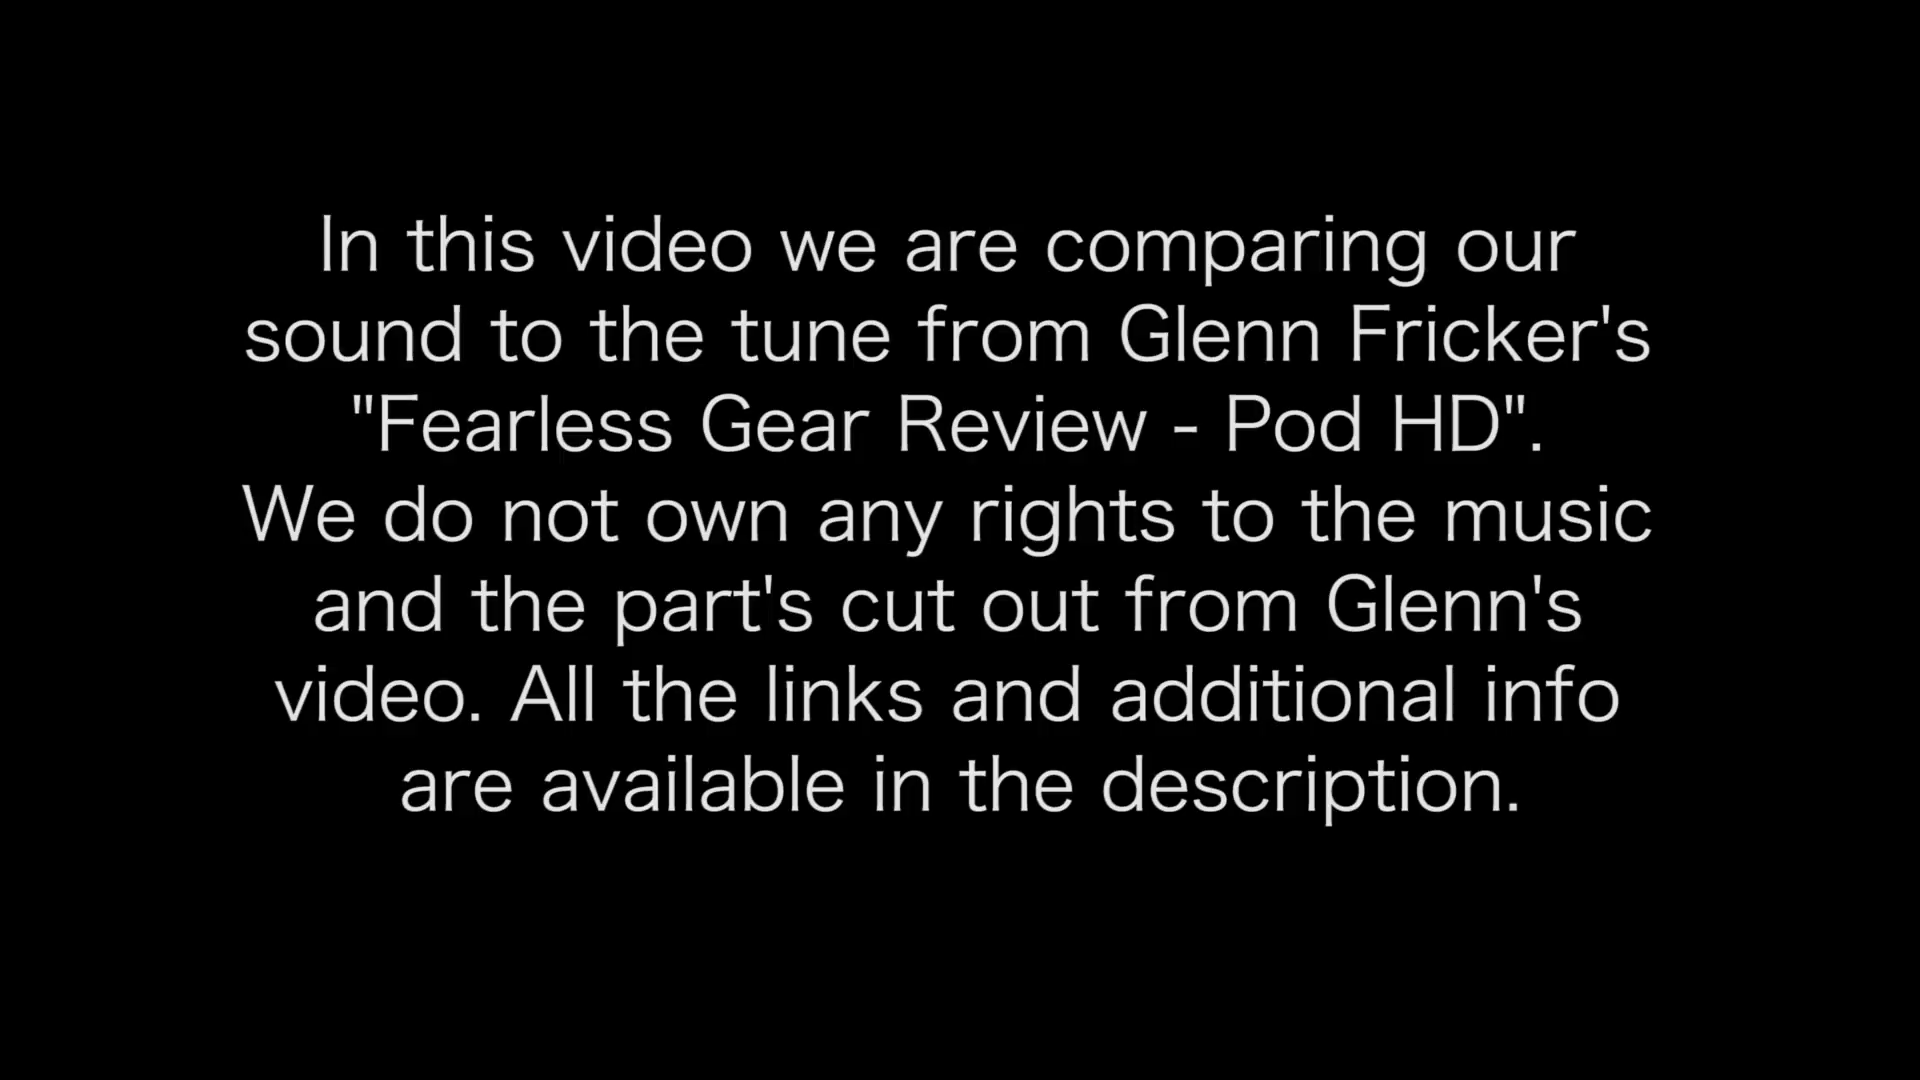 In this video we are comparing our
sound to the tune from Glenn Fricker's
"Fearless Gear Review - Pod HD".
We do not own any rights to the music
and the part's cut out from Glenn's
video. All the links and additional info
are available in the description.